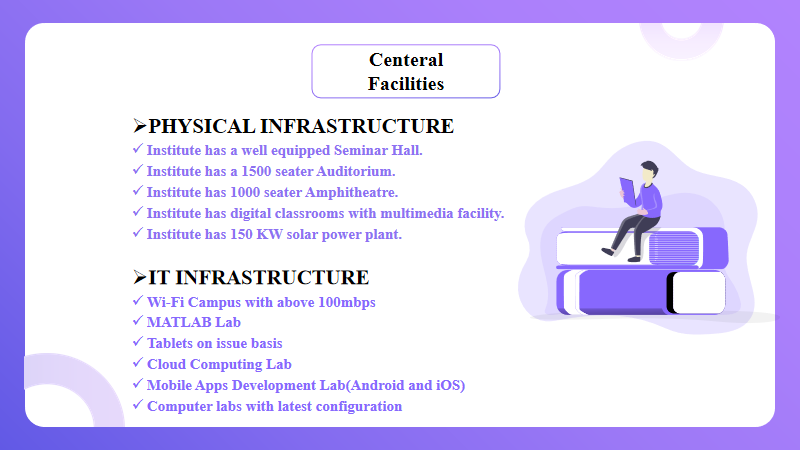 Centeral
Facilities
➢PHYSICAL INFRASTRUCTURE
✓ Institute has a well equipped Seminar Hall.
✓ Institute has a 1500 seater Auditorium.
✓ Institute has 1000 seater Amphitheatre.
✓ Institute has digital classrooms with multimedia facility.
✓ Institute has 150 KW solar power plant.
➢IT INFRASTRUCTURE
✓ Wi-Fi Campus with above 100mbps
✓ MATLAB Lab
✓ Tablets on issue basis
✓ Cloud Computing Lab
✓ Mobile Apps Development Lab(Android and iOS)
✓ Computer labs with latest configuration